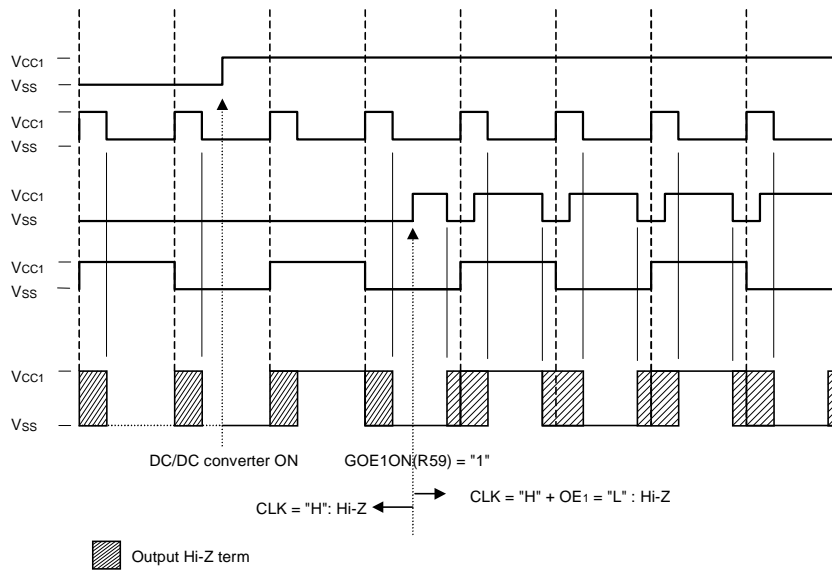 VCC1
VSS
VCC1
VSS
VCC1
VSS
VCC1
VSS
VCC1
VSS
DC/DC converter ON
GOE1ON(R59) = "1"
CLK = "H": Hi-Z
CLK = "H" + OE1 = "L" : Hi-Z
Output Hi-Z term